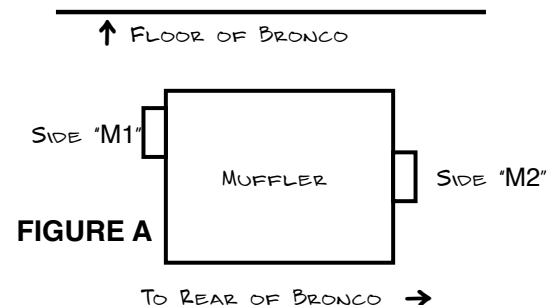 ↑ FLOOR OF BRONCO
SIDE "M1"
MUFFLER
SIDE "M2"
FIGURE A
TO REAR OF BRONCO →